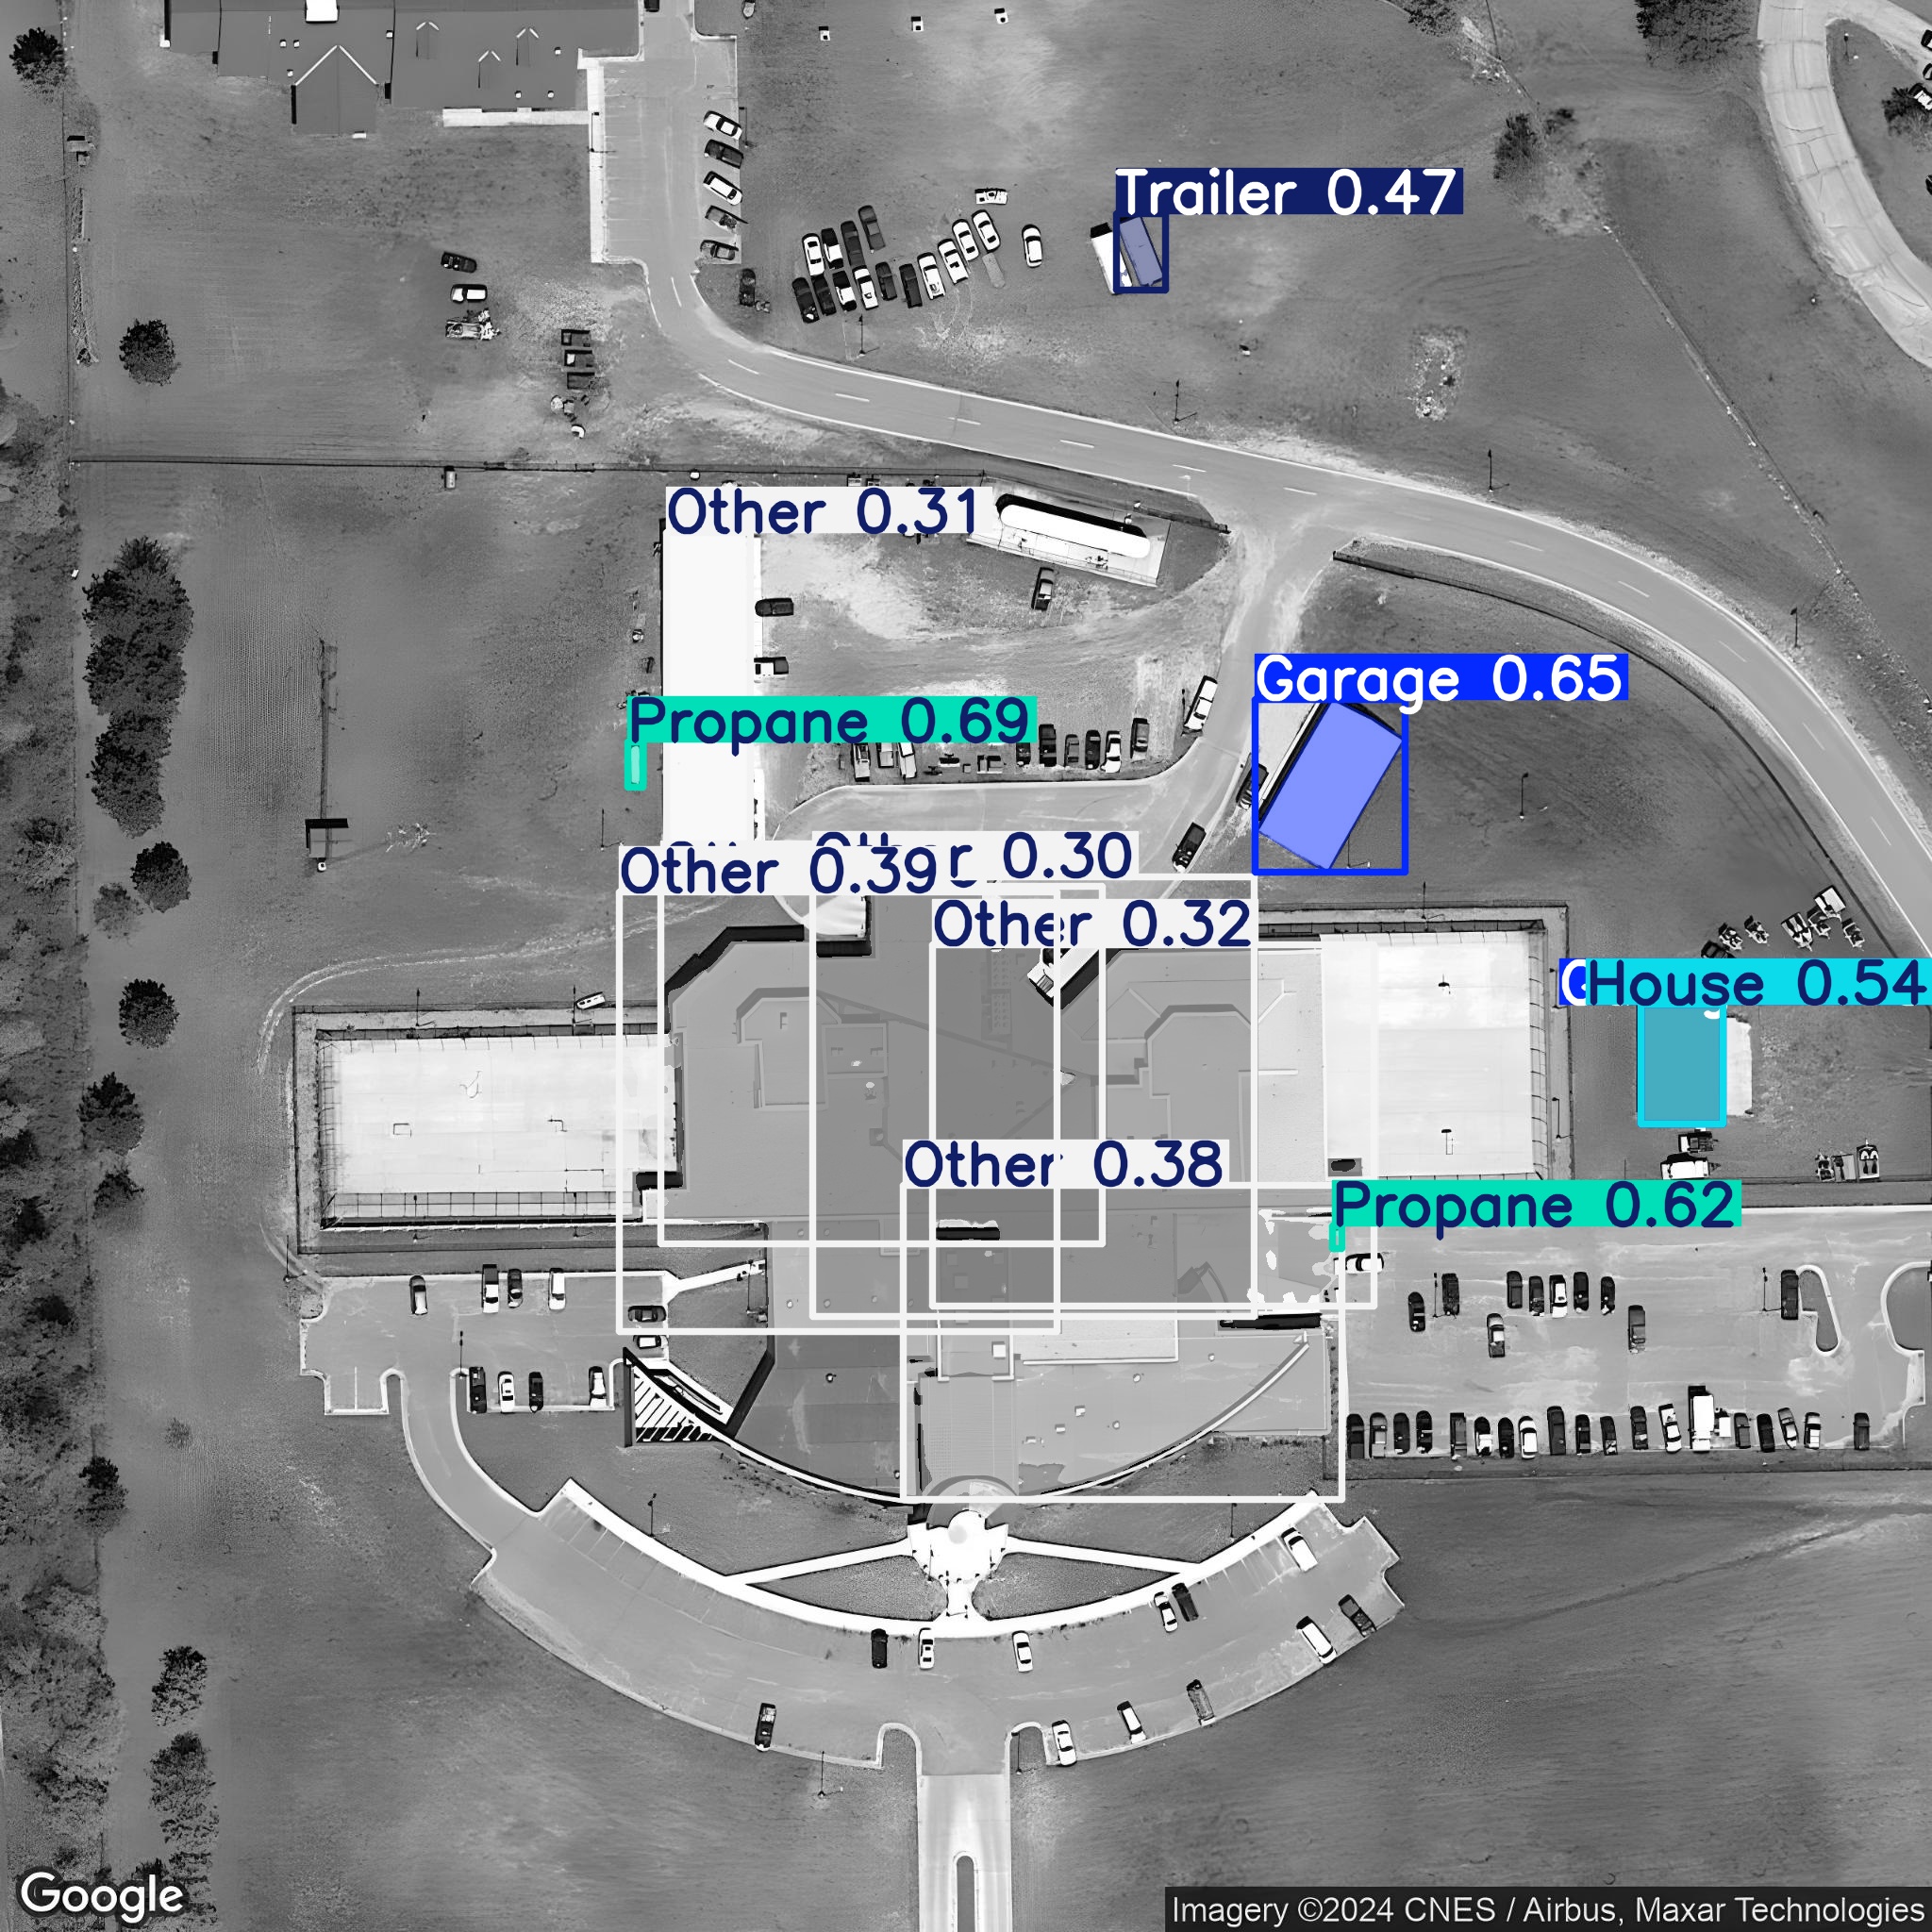 Trailer 0.47
Other 0.31
Garage 0.65
Propane 0.69
Other 0.30
Other 0.39
Other 0.32
House 0.54
Other 0.38
Propane 0.62
Google
Imagery ©2024 CNES / Airbus, Maxar Technologies